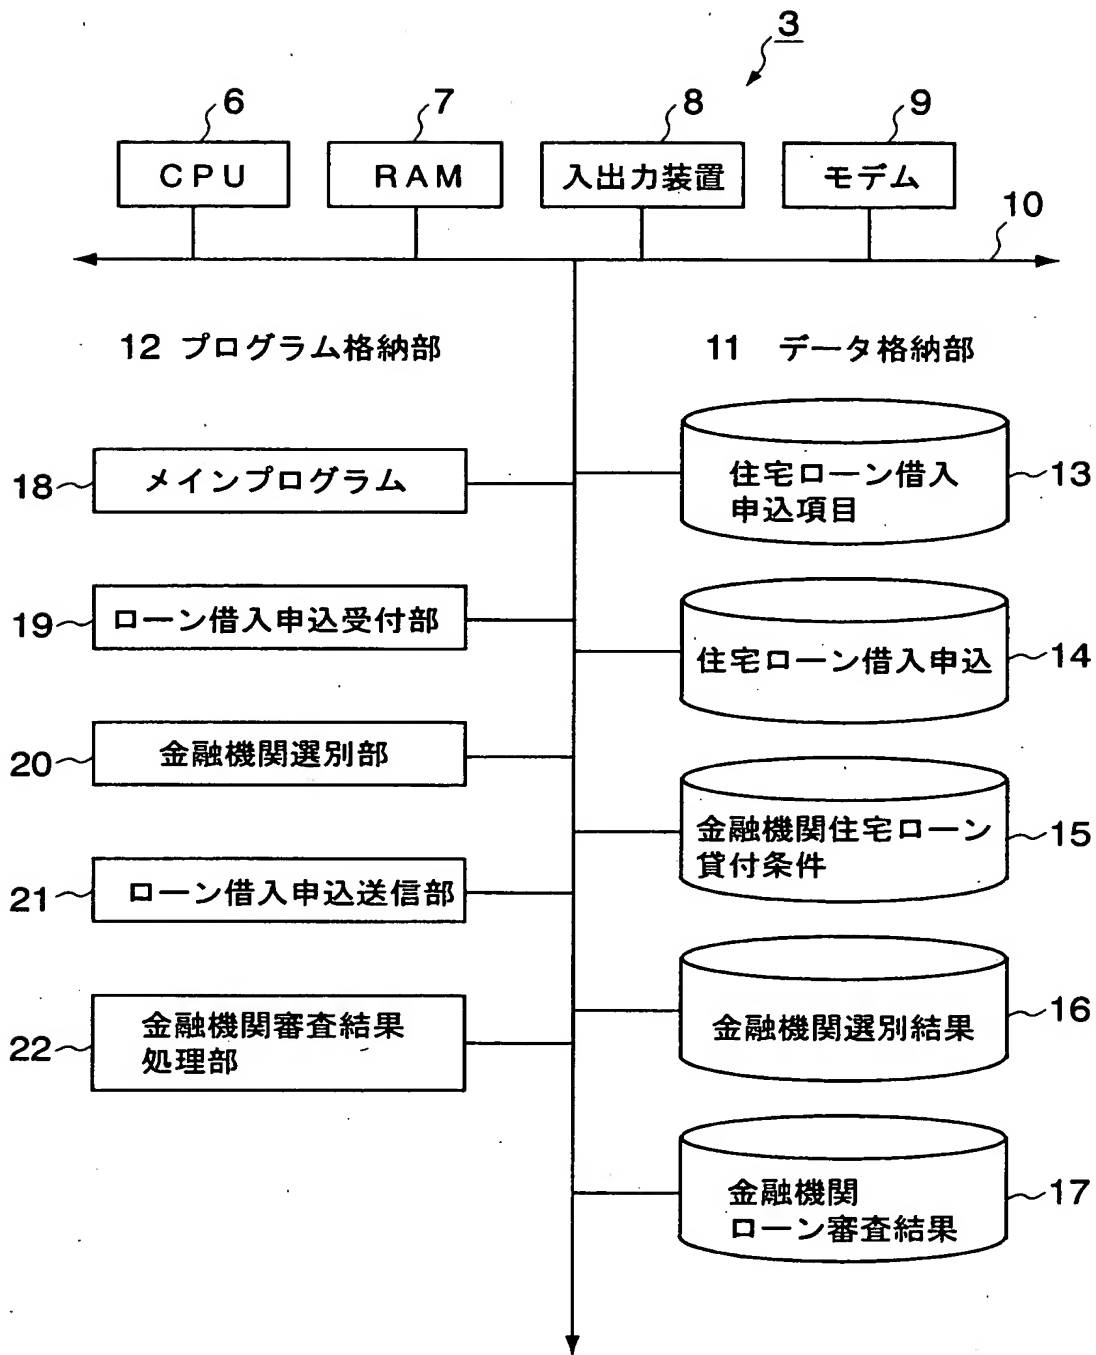 3
6
7
8
9
CPU
RAM
入出力装置
モデム
10
12 プログラム格納部
11 データ格納部
18
メインプログラム
住宅ローン借入
申込項目
13
19
ローン借入申込受付部
住宅ローン借入申込
14
20
金融機関選別部
金融機関住宅ローン
貸付条件
15
21
ローン借入申込送信部
金融機関選別結果
16
22
金融機関審査結果
処理部
金融機関
ローン審査結果
17